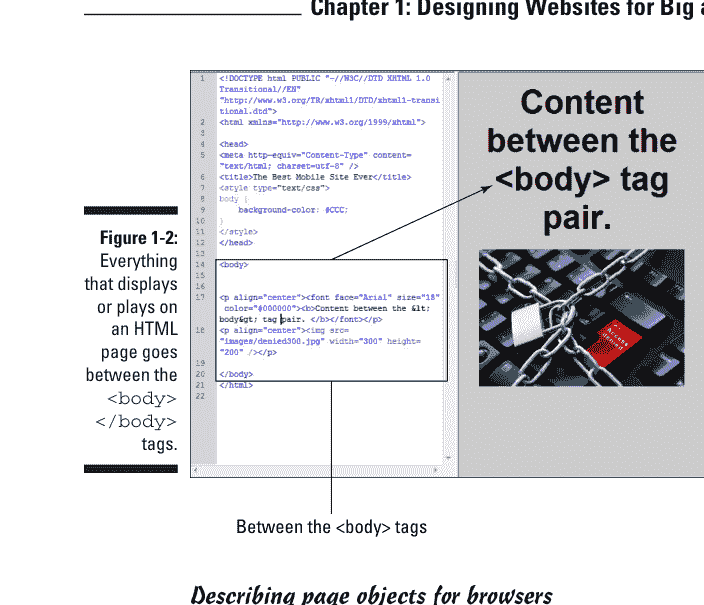 Chapter 1: Designing Websites for Big a
1 <!DOCTYPE html PUBLIC "-//W3C//DTD XHTML 1.0
Transitional//EN"
"http://www.w3.org/TR/xhtml1/DTD/xhtml1-transi
tional.dtd">
2 <html xmlns="http://www.w3.org/1999/xhtml">
3
4 <head>
5 <meta http-equiv="Content-Type" content=
"text/html; charset=utf-8" />
6 <title>The Best Mobile Site Ever</title>
7 <style type="text/css">
8 body {
9 background-color: #CCC;
10 }
11 </style>
12 </head>
13
14 <body>
15
16
17 <p align="center"><font face="Arial" size="18"
color="#000000"><b>Content between the &lt;
body&gt; tag pair. </b></font></p>
18 <p align="center"><img src=
"images/denied300.jpg" width="300" height=
"200" /></p>
19
20 </body>
21 </html>
22
Content
between the
<body> tag
pair.
Access
denied
Figure 1-2:
Everything
that displays
or plays on
an HTML
page goes
between the
<body>
</body>
tags.
Between the <body> tags
Describing page objects for browsers